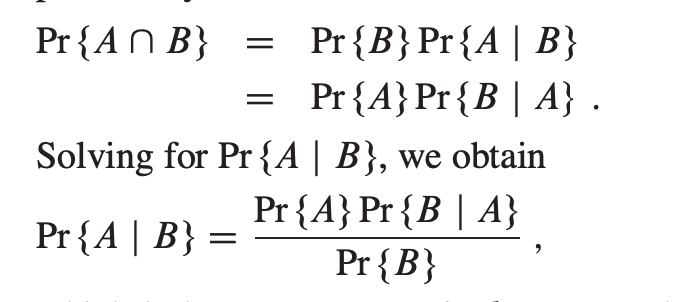 Pr{A ∩ B} = Pr{B} Pr{A | B}
= Pr{A} Pr{B | A} .
Solving for Pr{A | B}, we obtain
Pr{A | B} = Pr{A} Pr{B | A} / Pr{B} ,